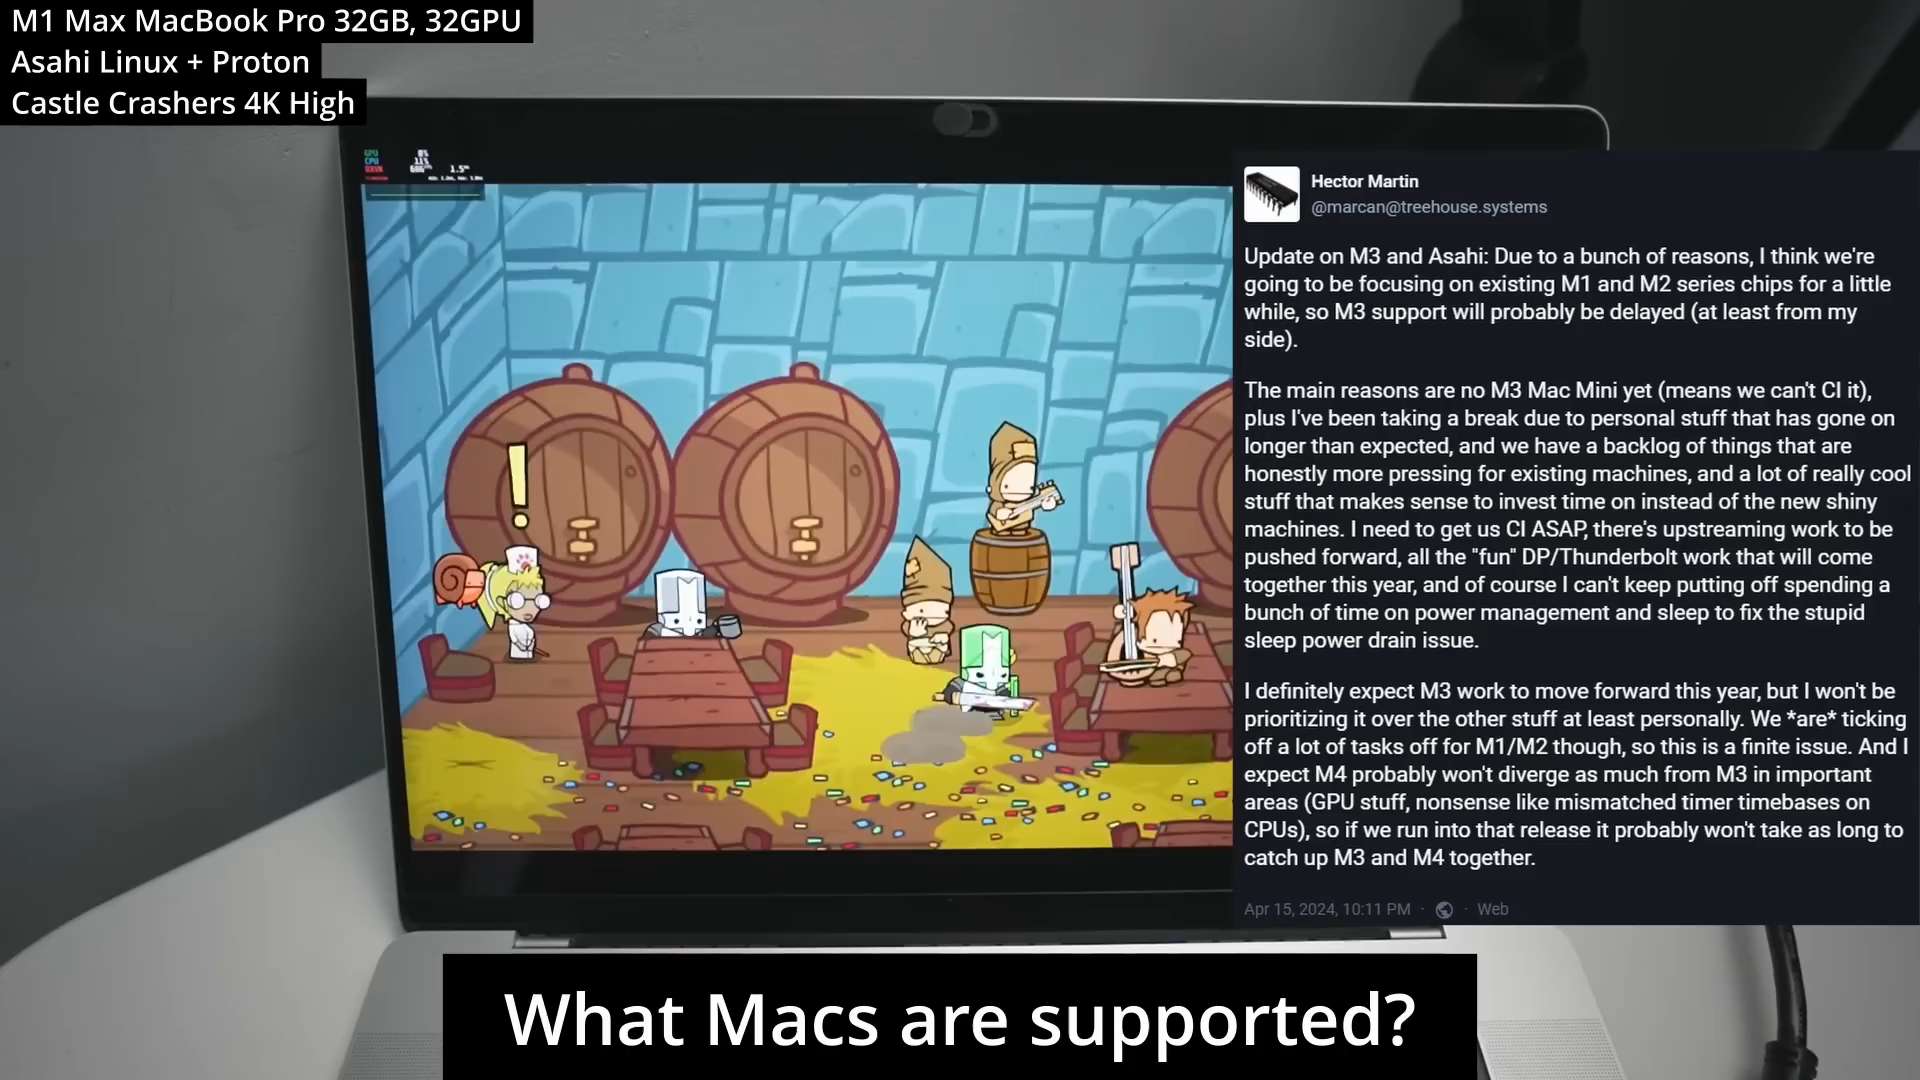 M1 Max MacBook Pro 32GB, 32GPU
Asahi Linux + Proton
Castle Crashers 4K High
GPU 0%
CPU 11%
Hector Martin
@marcan@treehouse.systems
Update on M3 and Asahi: Due to a bunch of reasons, I think we're
going to be focusing on existing M1 and M2 series chips for a little
while, so M3 support will probably be delayed (at least from my
side).
The main reasons are no M3 Mac Mini yet (means we can't CI it),
plus I've been taking a break due to personal stuff that has gone on
longer than expected, and we have a backlog of things that are
honestly more pressing for existing machines, and a lot of really cool
stuff that makes sense to invest time on instead of the new shiny
machines. I need to get us CI ASAP, there's upstreaming work to be
pushed forward, all the "fun" DP/Thunderbolt work that will come
together this year, and of course I can't keep putting off spending a
bunch of time on power management and sleep to fix the stupid
sleep power drain issue.
I definitely expect M3 work to move forward this year, but I won't be
prioritizing it over the other stuff at least personally. We *are* ticking
off a lot of tasks off for M1/M2 though, so this is a finite issue. And I
expect M4 probably won't diverge as much from M3 in important
areas (GPU stuff, nonsense like mismatched timer timebases on
CPUs), so if we run into that release it probably won't take as long to
catch up M3 and M4 together.
Apr 15, 2024, 10:11 PM · · Web
What Macs are supported?